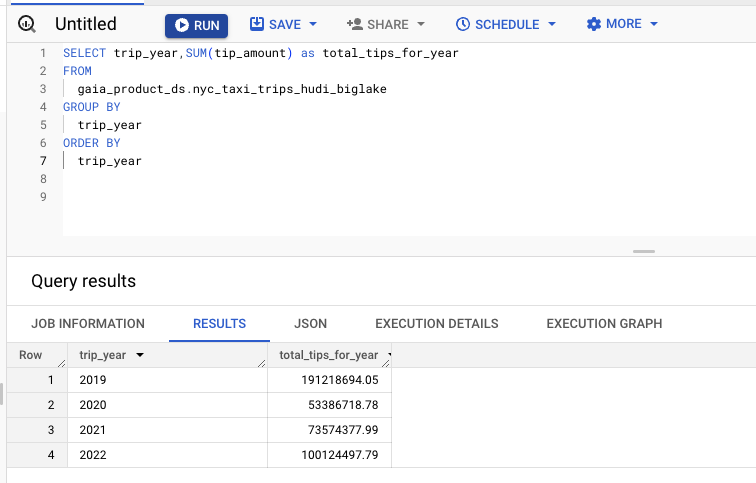 Untitled RUN SAVE SHARE SCHEDULE MORE
1 SELECT trip_year,SUM(tip_amount) as total_tips_for_year
2 FROM
3 gaia_product_ds.nyc_taxi_trips_hudi_biglake
4 GROUP BY
5 trip_year
6 ORDER BY
7 trip_year
8
9
Query results
JOB INFORMATION RESULTS JSON EXECUTION DETAILS EXECUTION GRAPH
Row trip_year total_tips_for_year
1 2019 191218694.05
2 2020 53386718.78
3 2021 73574377.99
4 2022 100124497.79